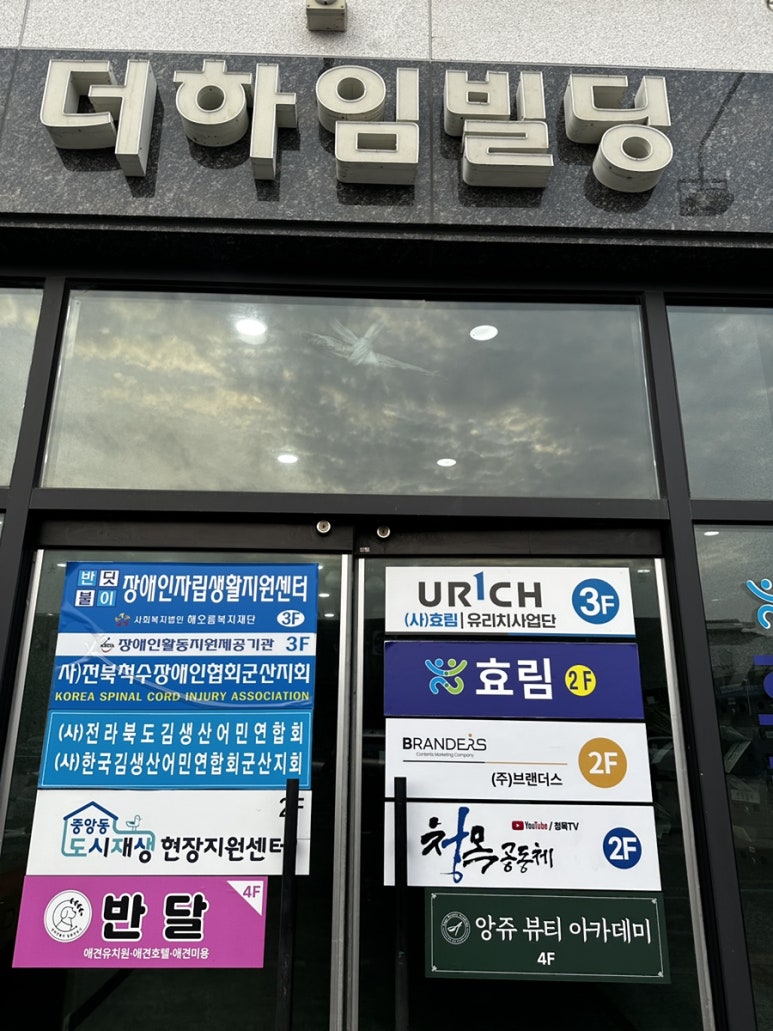 더하임빌딩
반딧불이 장애인자립생활지원센터
사회복지법인 해오름복지재단 3F
장애인활동지원제공기관 3F
사)전북척수장애인협회군산지회
KOREA SPINAL CORD INJURY ASSOCIATION
(사)전라북도김생산어민연합회
(사)한국김생산어민연합회군산지회
2F
중앙동
도시재생 현장지원센터
4F
반달
애견유치원·애견호텔·애견미용
UR1CH 3F
(사)효림 | 유리치사업단
효림 2F
BRANDERS
Contents Marketing Company
(주)브랜더스 2F
YouTube / 청목TV
청목 공동체 2F
앙쥬 뷰티 아카데미
4F